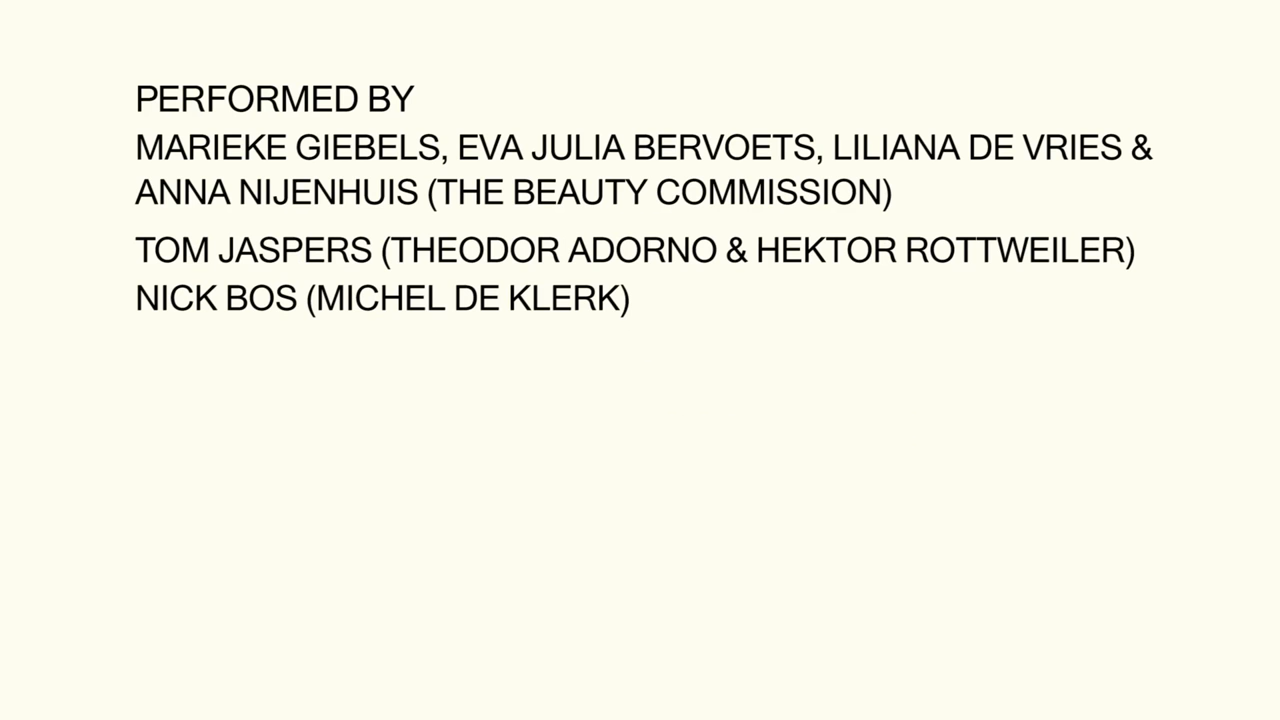 PERFORMED BY
MARIEKE GIEBELS, EVA JULIA BERVOETS, LILIANA DE VRIES &
ANNA NIJENHUIS (THE BEAUTY COMMISSION)
TOM JASPERS (THEODOR ADORNO & HEKTOR ROTTWEILER)
NICK BOS (MICHEL DE KLERK)